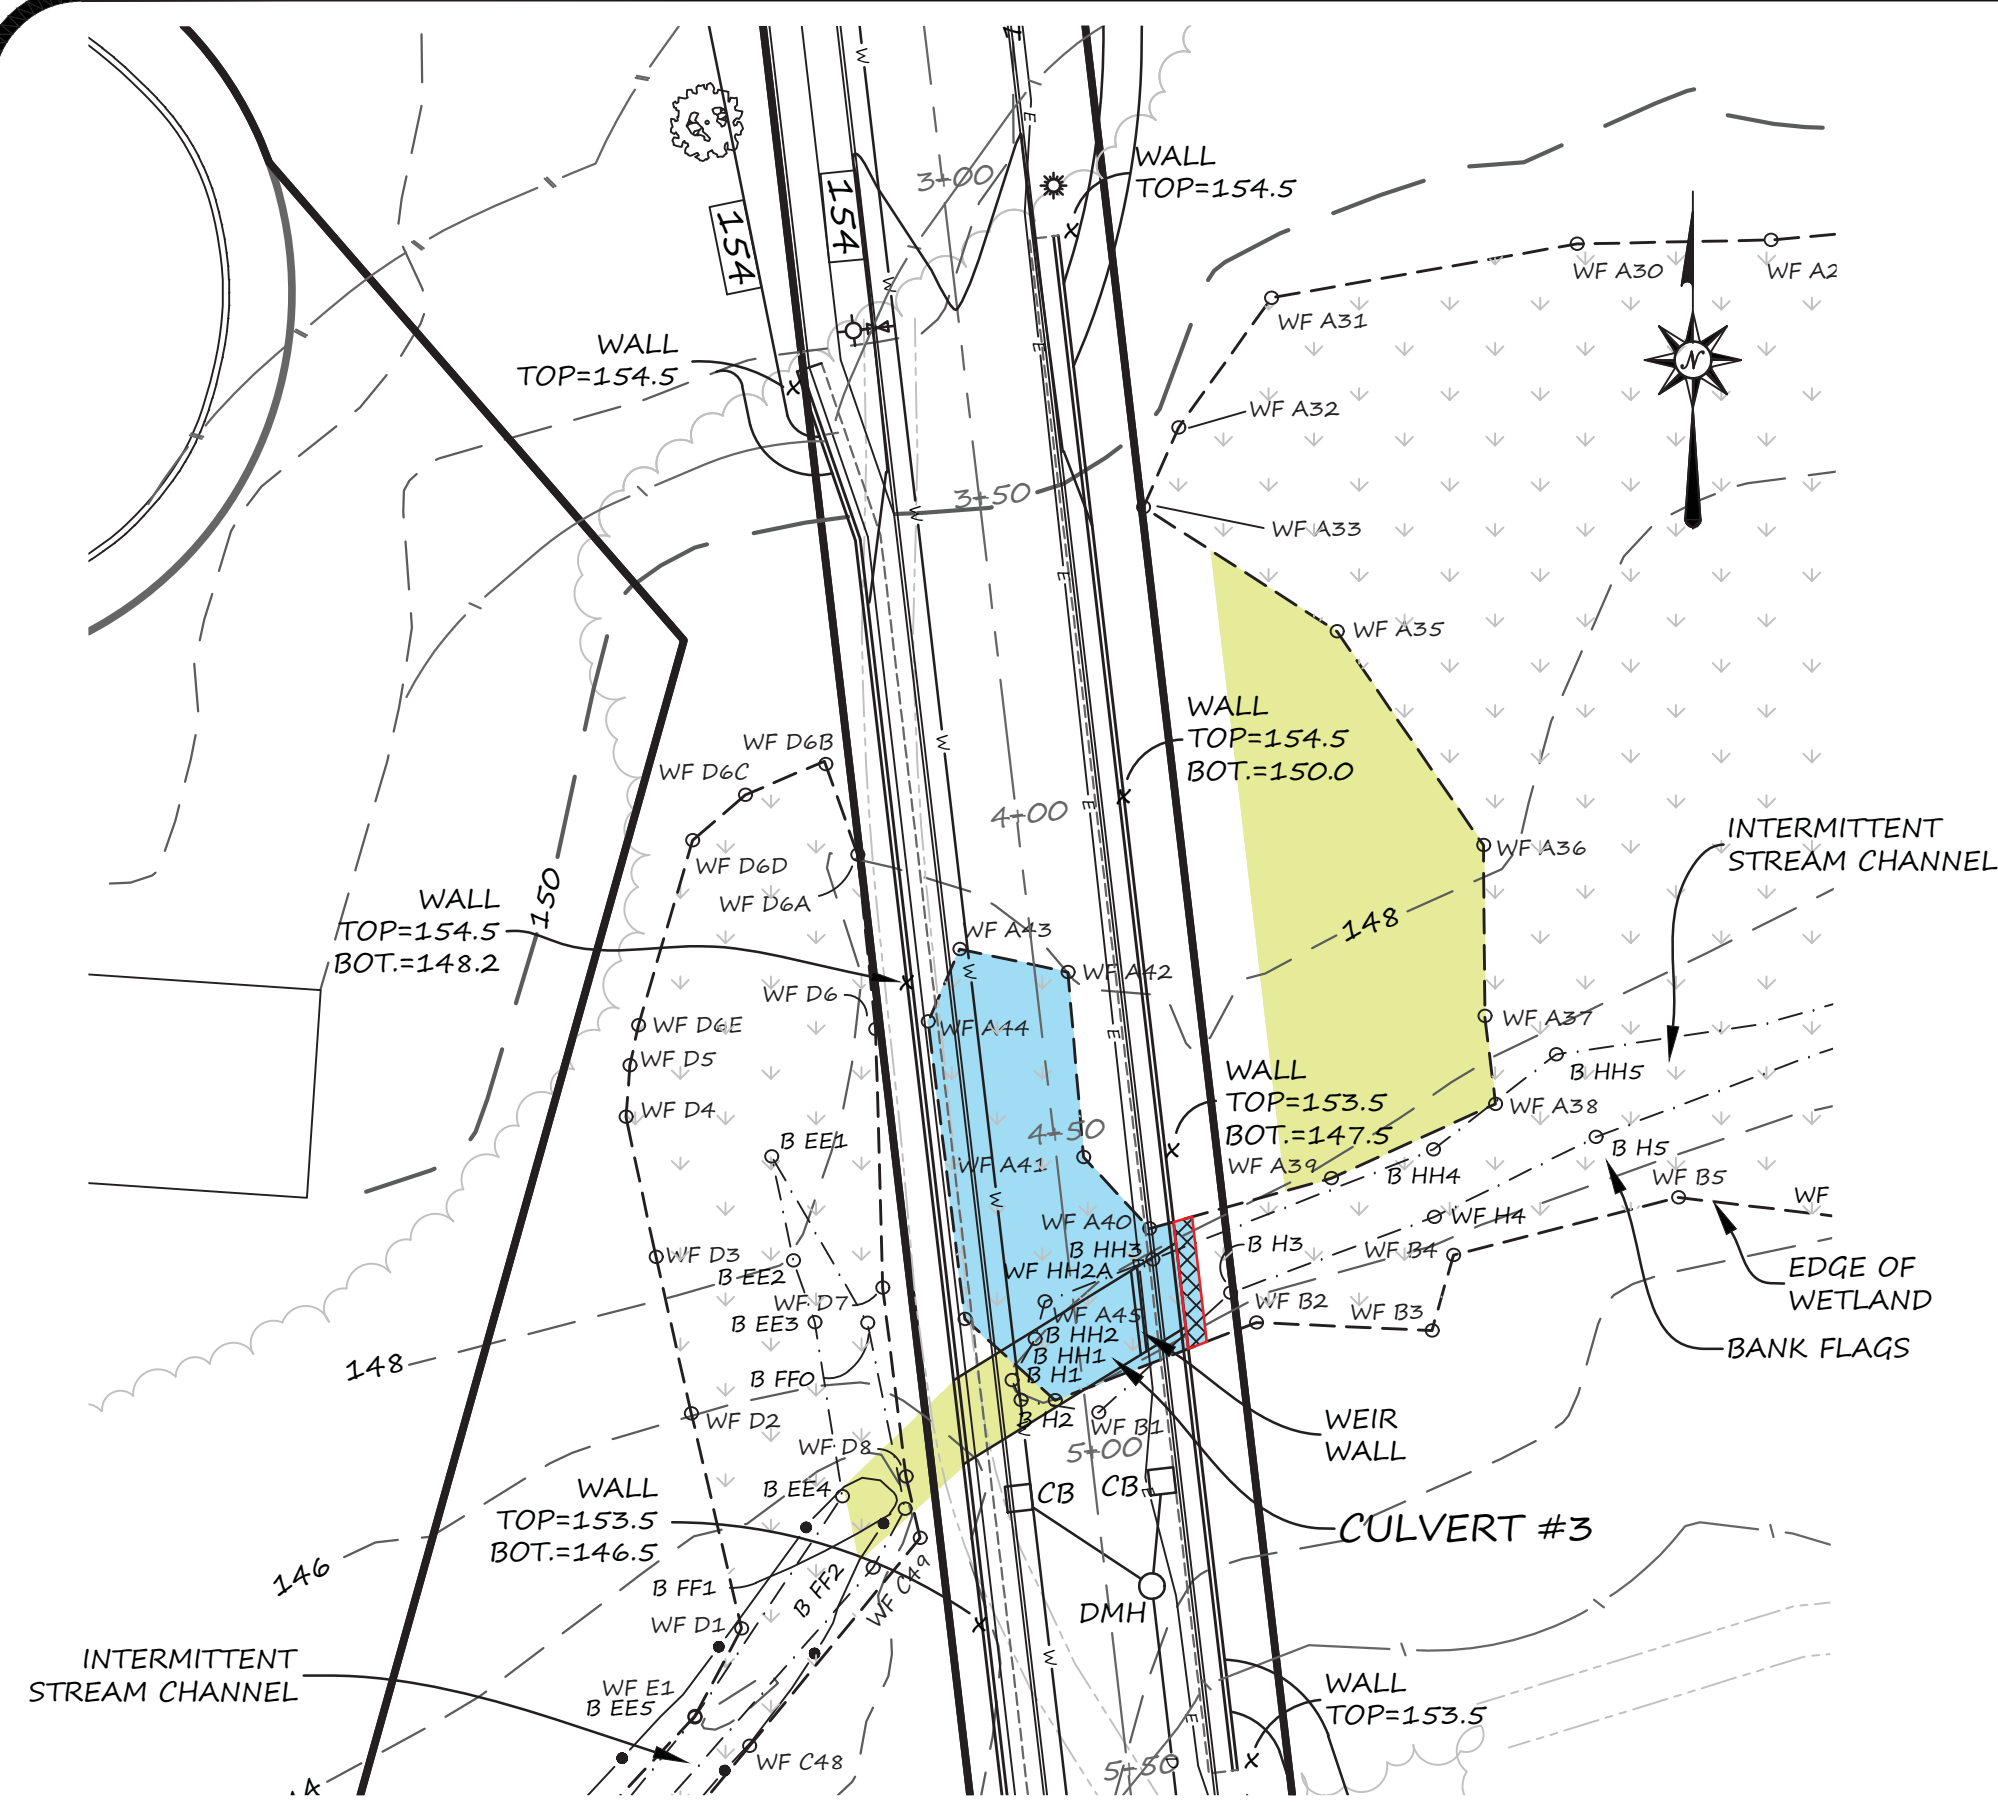 WALL
TOP=154.5
3+00
154
154
WF A30
WF A31
N
WALL
TOP=154.5
WF A32
3+50
WF A33
WF A35
WALL
TOP=154.5
BOT.=150.0
WF D6B
WF D6C
4+00
INTERMITTENT
STREAM CHANNEL
WF A36
WF D6D
WF D6A
150
WALL
TOP=154.5
BOT.=148.2
148
WF A43
WF A42
WF D6
WF D6E
WF A44
WF A37
WF D5
WALL
TOP=153.5
BOT.=147.5
B HH5
WF D4
WF A38
4+50
B EE1
WF A41
WF A39
B HH4
B H5
WF B5
WF
WF A40
WF H4
B HH3
B H3
WF B4
WF D3
B EE2
WF HH2A
EDGE OF
WETLAND
WF D7
WF A45
WF B2
WF B3
B EE3
B HH2
B HH1
BANK FLAGS
148
B FF0
B H1
WF D2
B H2
WF B1
WEIR
WALL
WF D8
5+00
B EE4
CB
CB
WALL
TOP=153.5
BOT.=146.5
CULVERT #3
146
B FF1
B FF2
WF C49
WF D1
DMH
INTERMITTENT
STREAM CHANNEL
WF E1
B EE5
WALL
TOP=153.5
WF C48
5+50
W
W
W
W
W
W
W
W
E
E
E
E
E
E
E
D